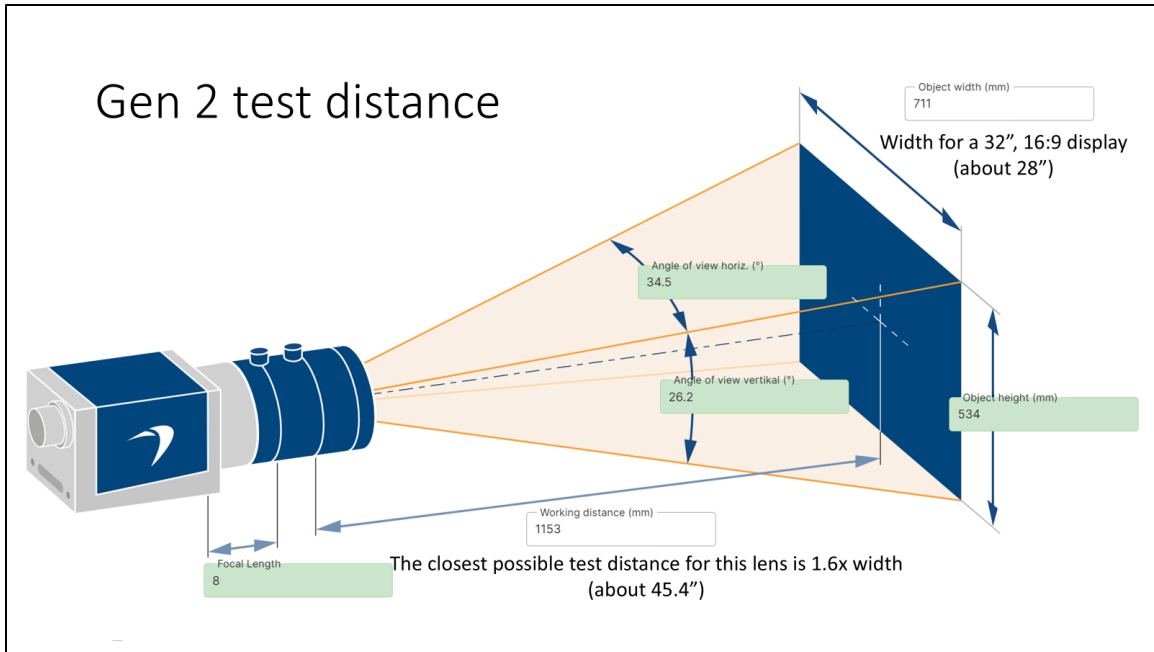 Gen 2 test distance
Object width (mm)
711
Width for a 32”, 16:9 display
(about 28”)
Angle of view horiz. (°)
34.5
Angle of view vertikal (°)
26.2
Object height (mm)
534
Working distance (mm)
1153
The closest possible test distance for this lens is 1.6x width
(about 45.4”)
Focal Length
8